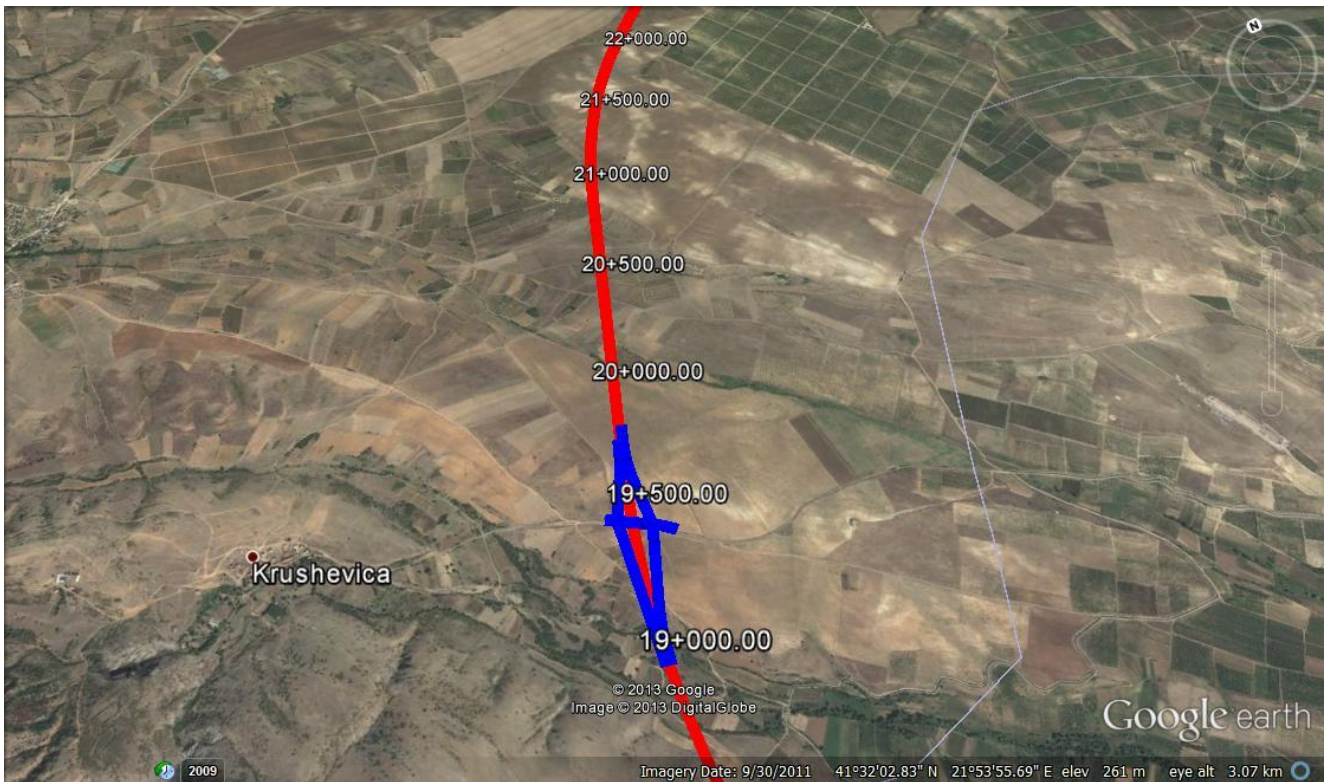 N
22+000.00
21+500.00
21+000.00
20+500.00
20+000.00
19+500.00
Krushevica
19+000.00
© 2013 Google
Image © 2013 DigitalGlobe
Google earth
2009
Imagery Date: 9/30/2011 41°32'02.83" N 21°53'55.69" E elev 261 m eye alt 3.07 km